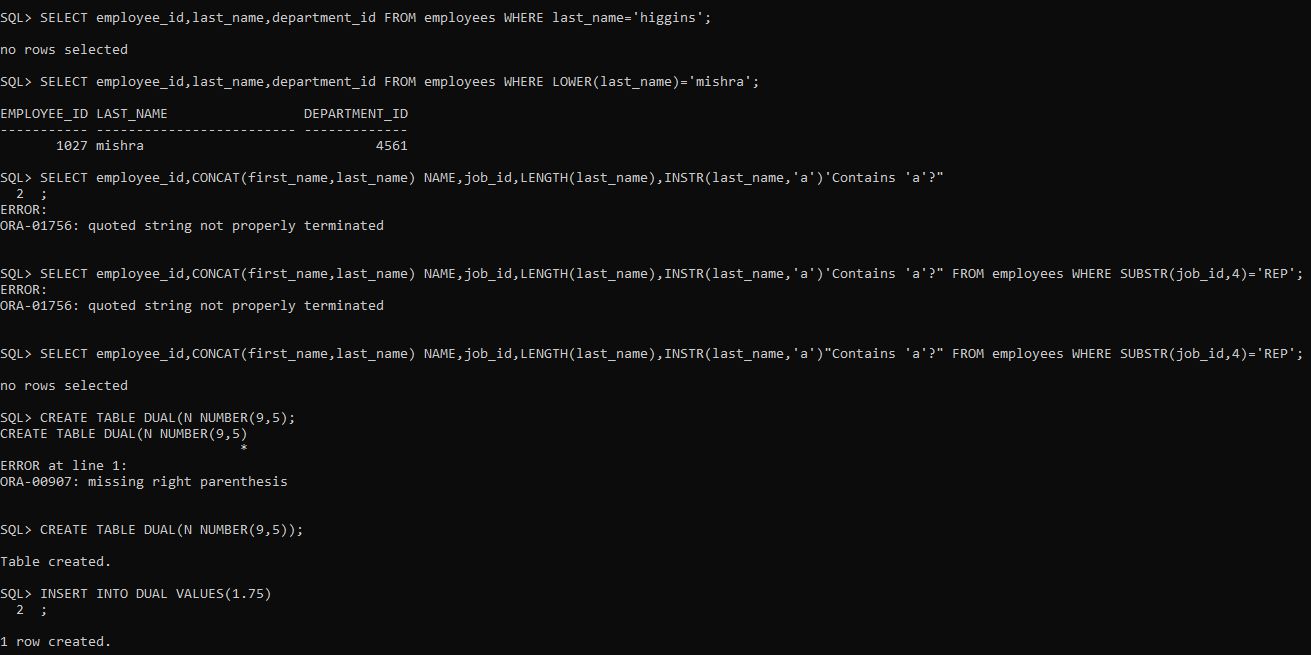 SQL> SELECT employee_id,last_name,department_id FROM employees WHERE last_name='higgins';
no rows selected
SQL> SELECT employee_id,last_name,department_id FROM employees WHERE LOWER(last_name)='mishra';
EMPLOYEE_ID LAST_NAME                 DEPARTMENT_ID
----------- ------------------------- -------------
       1027 mishra                             4561
SQL> SELECT employee_id,CONCAT(first_name,last_name) NAME,job_id,LENGTH(last_name),INSTR(last_name,'a')'Contains 'a'?"
  2  ;
ERROR:
ORA-01756: quoted string not properly terminated
SQL> SELECT employee_id,CONCAT(first_name,last_name) NAME,job_id,LENGTH(last_name),INSTR(last_name,'a')'Contains 'a'?" FROM employees WHERE SUBSTR(job_id,4)='REP';
ERROR:
ORA-01756: quoted string not properly terminated
SQL> SELECT employee_id,CONCAT(first_name,last_name) NAME,job_id,LENGTH(last_name),INSTR(last_name,'a')"Contains 'a'?" FROM employees WHERE SUBSTR(job_id,4)='REP';
no rows selected
SQL> CREATE TABLE DUAL(N NUMBER(9,5);
CREATE TABLE DUAL(N NUMBER(9,5)
                              *
ERROR at line 1:
ORA-00907: missing right parenthesis
SQL> CREATE TABLE DUAL(N NUMBER(9,5));
Table created.
SQL> INSERT INTO DUAL VALUES(1.75)
  2  ;
1 row created.